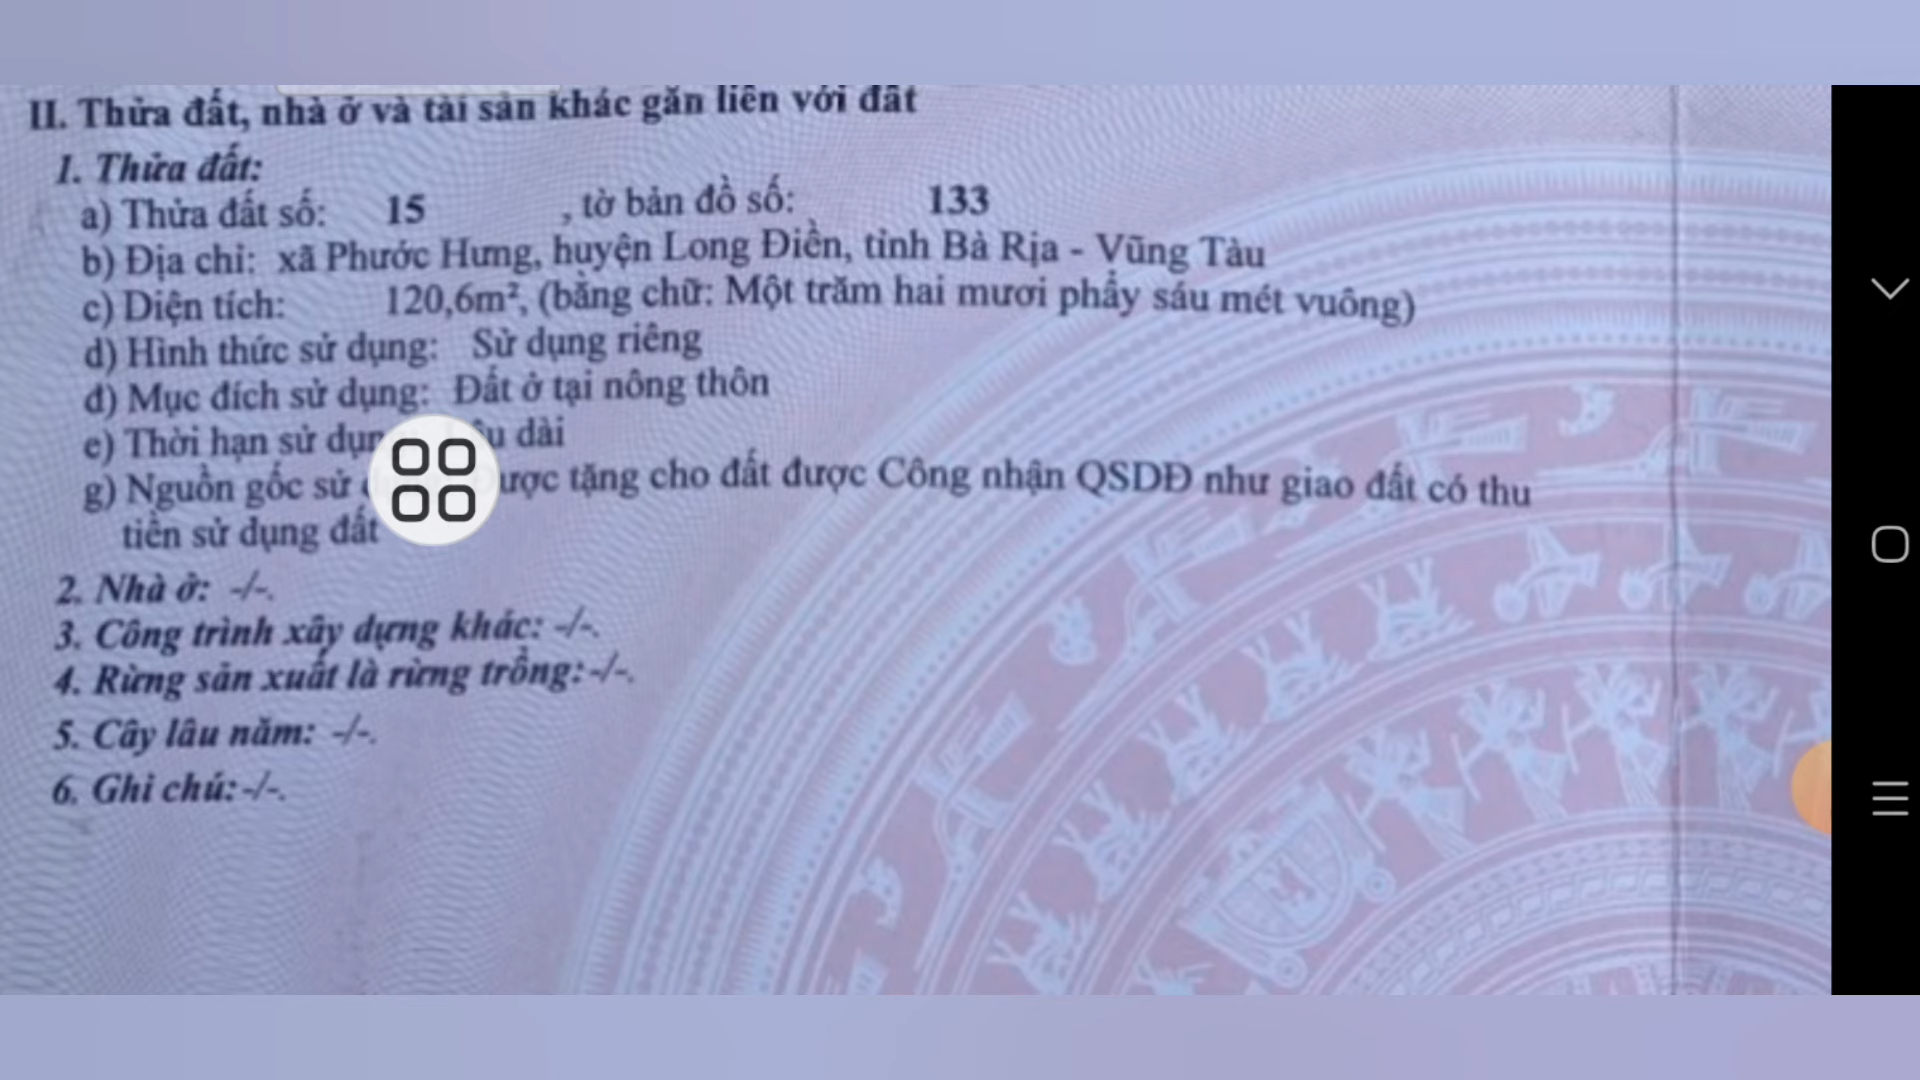 II. Thửa đất, nhà ở và tài sản khác gắn liền với đất
1. Thửa đất:
a) Thửa đất số: 15 , tờ bản đồ số: 133
b) Địa chỉ: xã Phước Hưng, huyện Long Điền, tỉnh Bà Rịa - Vũng Tàu
c) Diện tích: 120,6m², (bằng chữ: Một trăm hai mươi phẩy sáu mét vuông)
d) Hình thức sử dụng: Sử dụng riêng
đ) Mục đích sử dụng: Đất ở tại nông thôn
e) Thời hạn sử dài
g) Nguồn gốc sử tặng cho đất được Công nhận QSDĐ như giao đất có thu
tiền sử dụng đất
2. Nhà ở: -/-.
3. Công trình xây dựng khác: -/-.
4. Rừng sản xuất là rừng trồng: -/-.
5. Cây lâu năm: -/-.
6. Ghi chú: -/-.